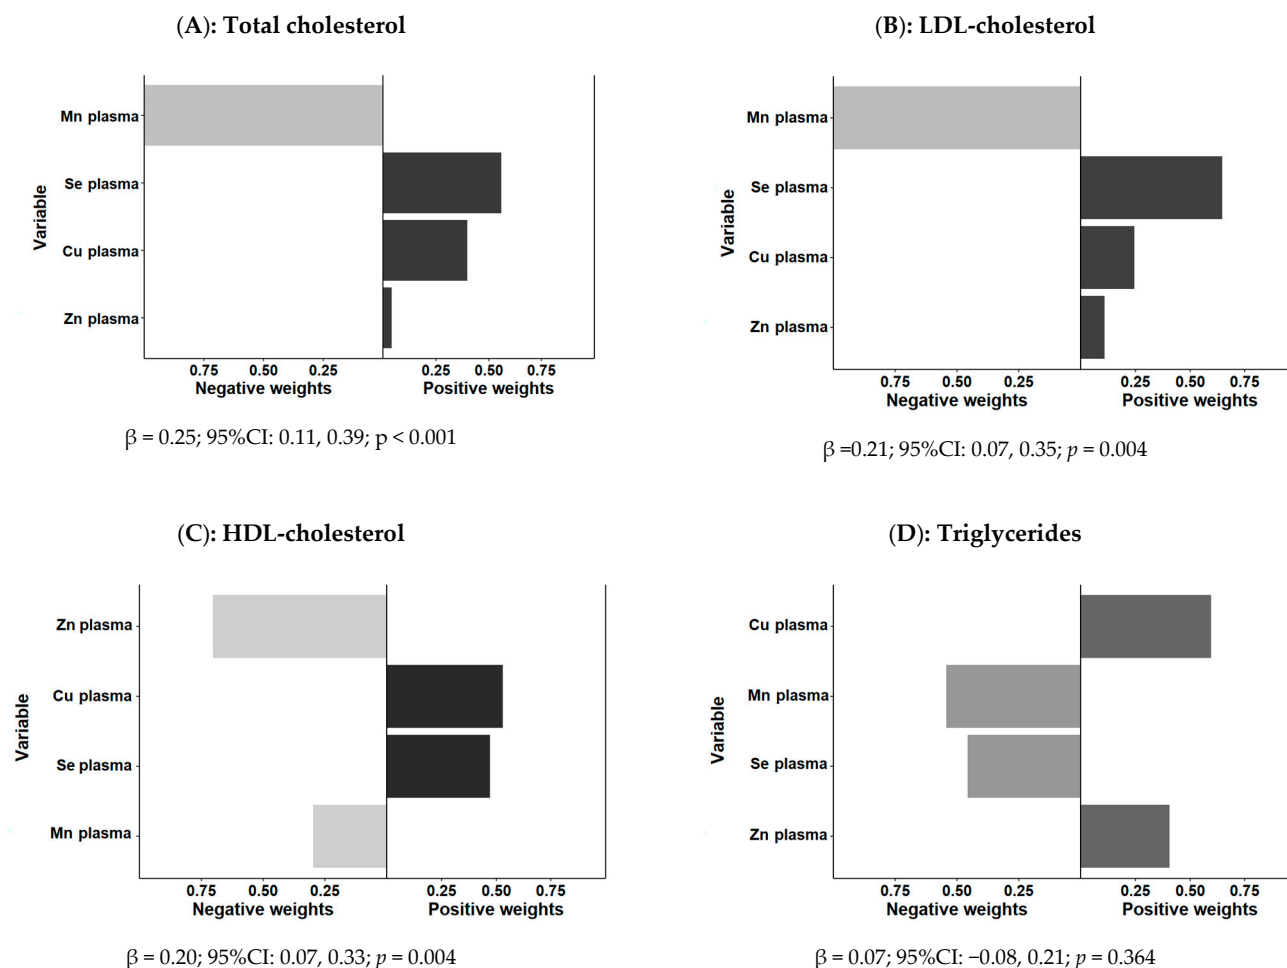 (A): Total cholesterol
Variable
Mn plasma
Se plasma
Cu plasma
Zn plasma
0.75 0.50 0.25 0.25 0.50 0.75
Negative weights Positive weights
β = 0.25; 95%CI: 0.11, 0.39; p < 0.001
(B): LDL-cholesterol
Variable
Mn plasma
Se plasma
Cu plasma
Zn plasma
0.75 0.50 0.25 0.25 0.50 0.75
Negative weights Positive weights
β =0.21; 95%CI: 0.07, 0.35; p = 0.004
(C): HDL-cholesterol
Variable
Zn plasma
Cu plasma
Se plasma
Mn plasma
0.75 0.50 0.25 0.25 0.50 0.75
Negative weights Positive weights
β = 0.20; 95%CI: 0.07, 0.33; p = 0.004
(D): Triglycerides
Variable
Cu plasma
Mn plasma
Se plasma
Zn plasma
0.75 0.50 0.25 0.25 0.50 0.75
Negative weights Positive weights
β = 0.07; 95%CI: −0.08, 0.21; p = 0.364